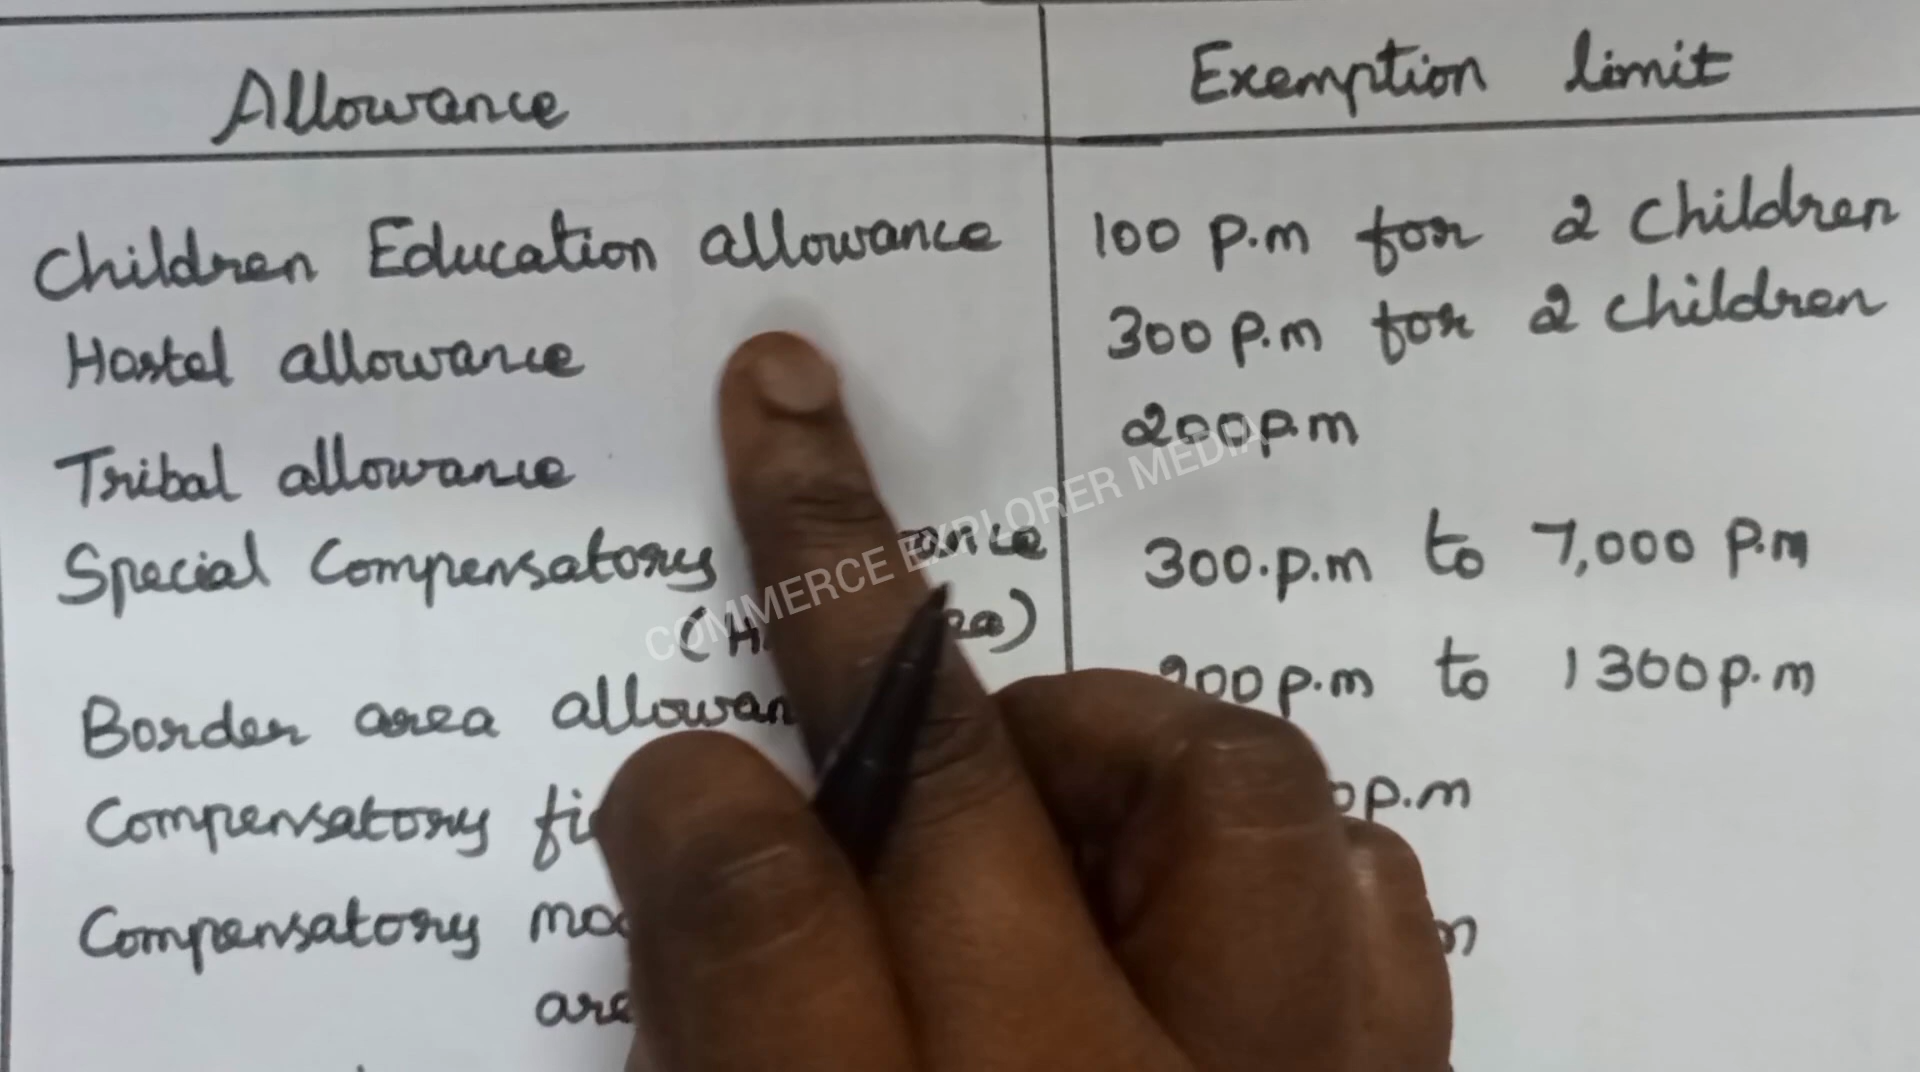 Allowance Exemption limit
Children Education allowance 100 p.m for 2 children
Hostel allowance 300 p.m for 2 children
Tribal allowance 200p.m
Special Compensatory 300.p.m to 7,000 p.m
Border area p.m to 1300p.m
Compensatory p.m
Compensatory
COMMERCE EXPLORER MEDIA